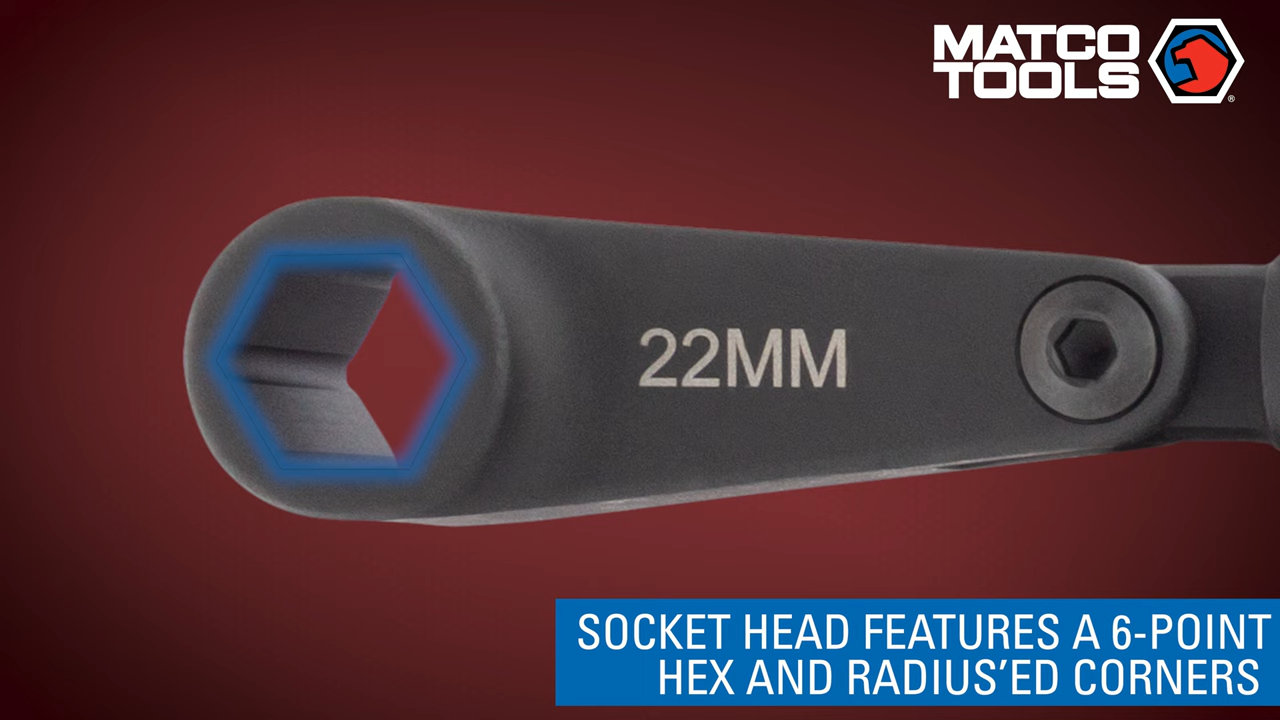 MATCO
TOOLS
®
22MM
SOCKET HEAD FEATURES A 6-POINT
HEX AND RADIUS'ED CORNERS